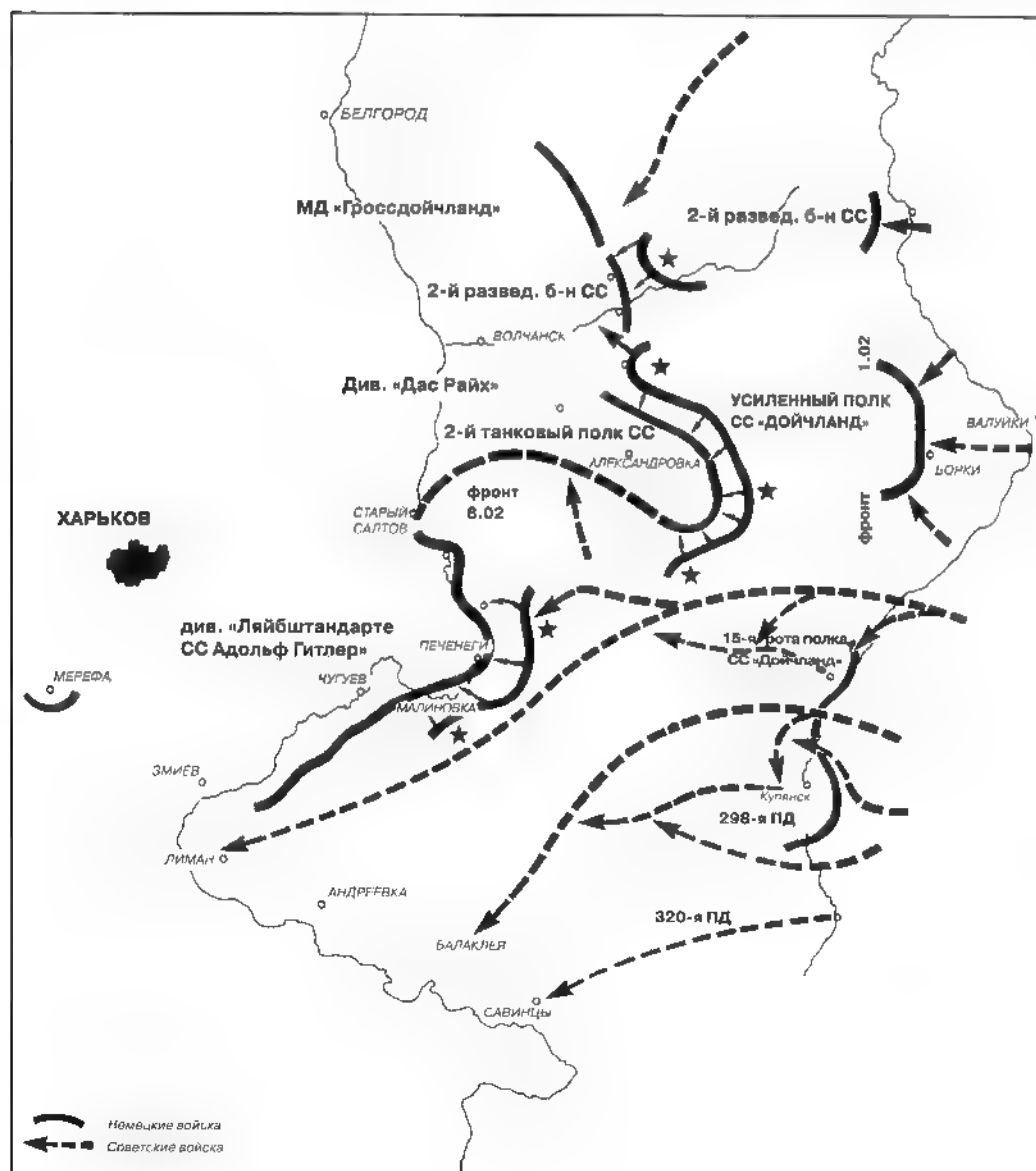 БЕЛГОРОД
МД «Гроссдойчланд»
2-й развед. б-н СС
2-й развед. б-н СС
ВОЛЧАНСК
1.02
Див. «Дас Райх»
УСИЛЕННЫЙ ПОЛК
СС «ДОЙЧЛАНД»
ВАЛУЙКИ
2-й танковый полк СС
АЛЕКСАНДРОВКА
БОРКИ
фронт
6.02
СТАРЫЙ
САЛТОВ
фронт
ХАРЬКОВ
див. «Ляйбштандарте
СС Адольф Гитлер»
15-я рота полка
СС «Дойчланд»
ПЕЧЕНЕГИ
МЕРЕФА
ЧУГУЕВ
МАЛИНОВКА
ЗМИЕВ
Купянск
298-я ПД
ЛИМАН
АНДРЕЕВКА
320-я ПД
БАЛАКЛЕЯ
САВИНЦЫ
Немецкие войска
Советские войска